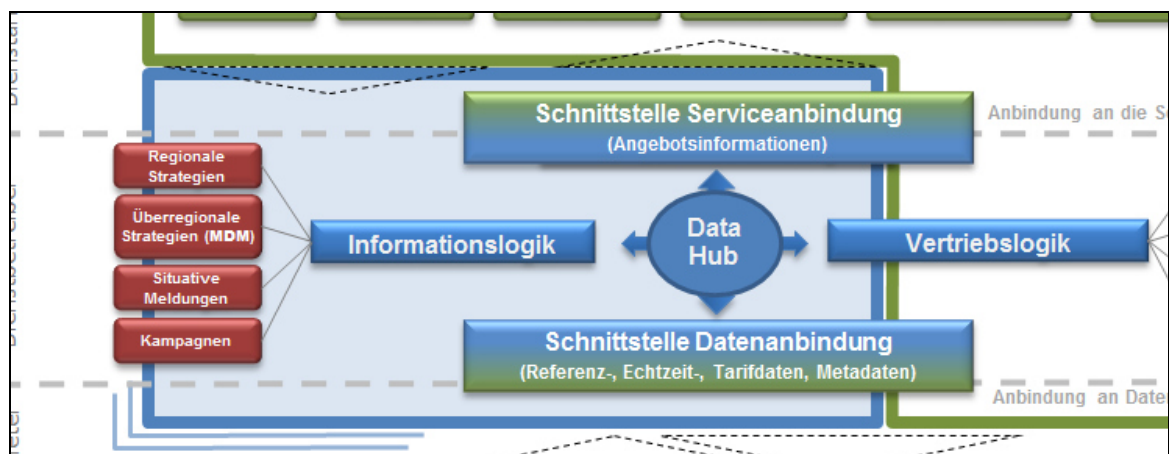 Schnittstelle Serviceanbindung
(Angebotsinformationen)
Anbindung an die
Regionale
Strategien
Überregionale
Strategien (MDM)
Situative
Meldungen
Kampagnen
Informationslogik
Data
Hub
Vertriebslogik
Schnittstelle Datenanbindung
(Referenz-, Echtzeit-, Tarifdaten, Metadaten)
Anbindung an